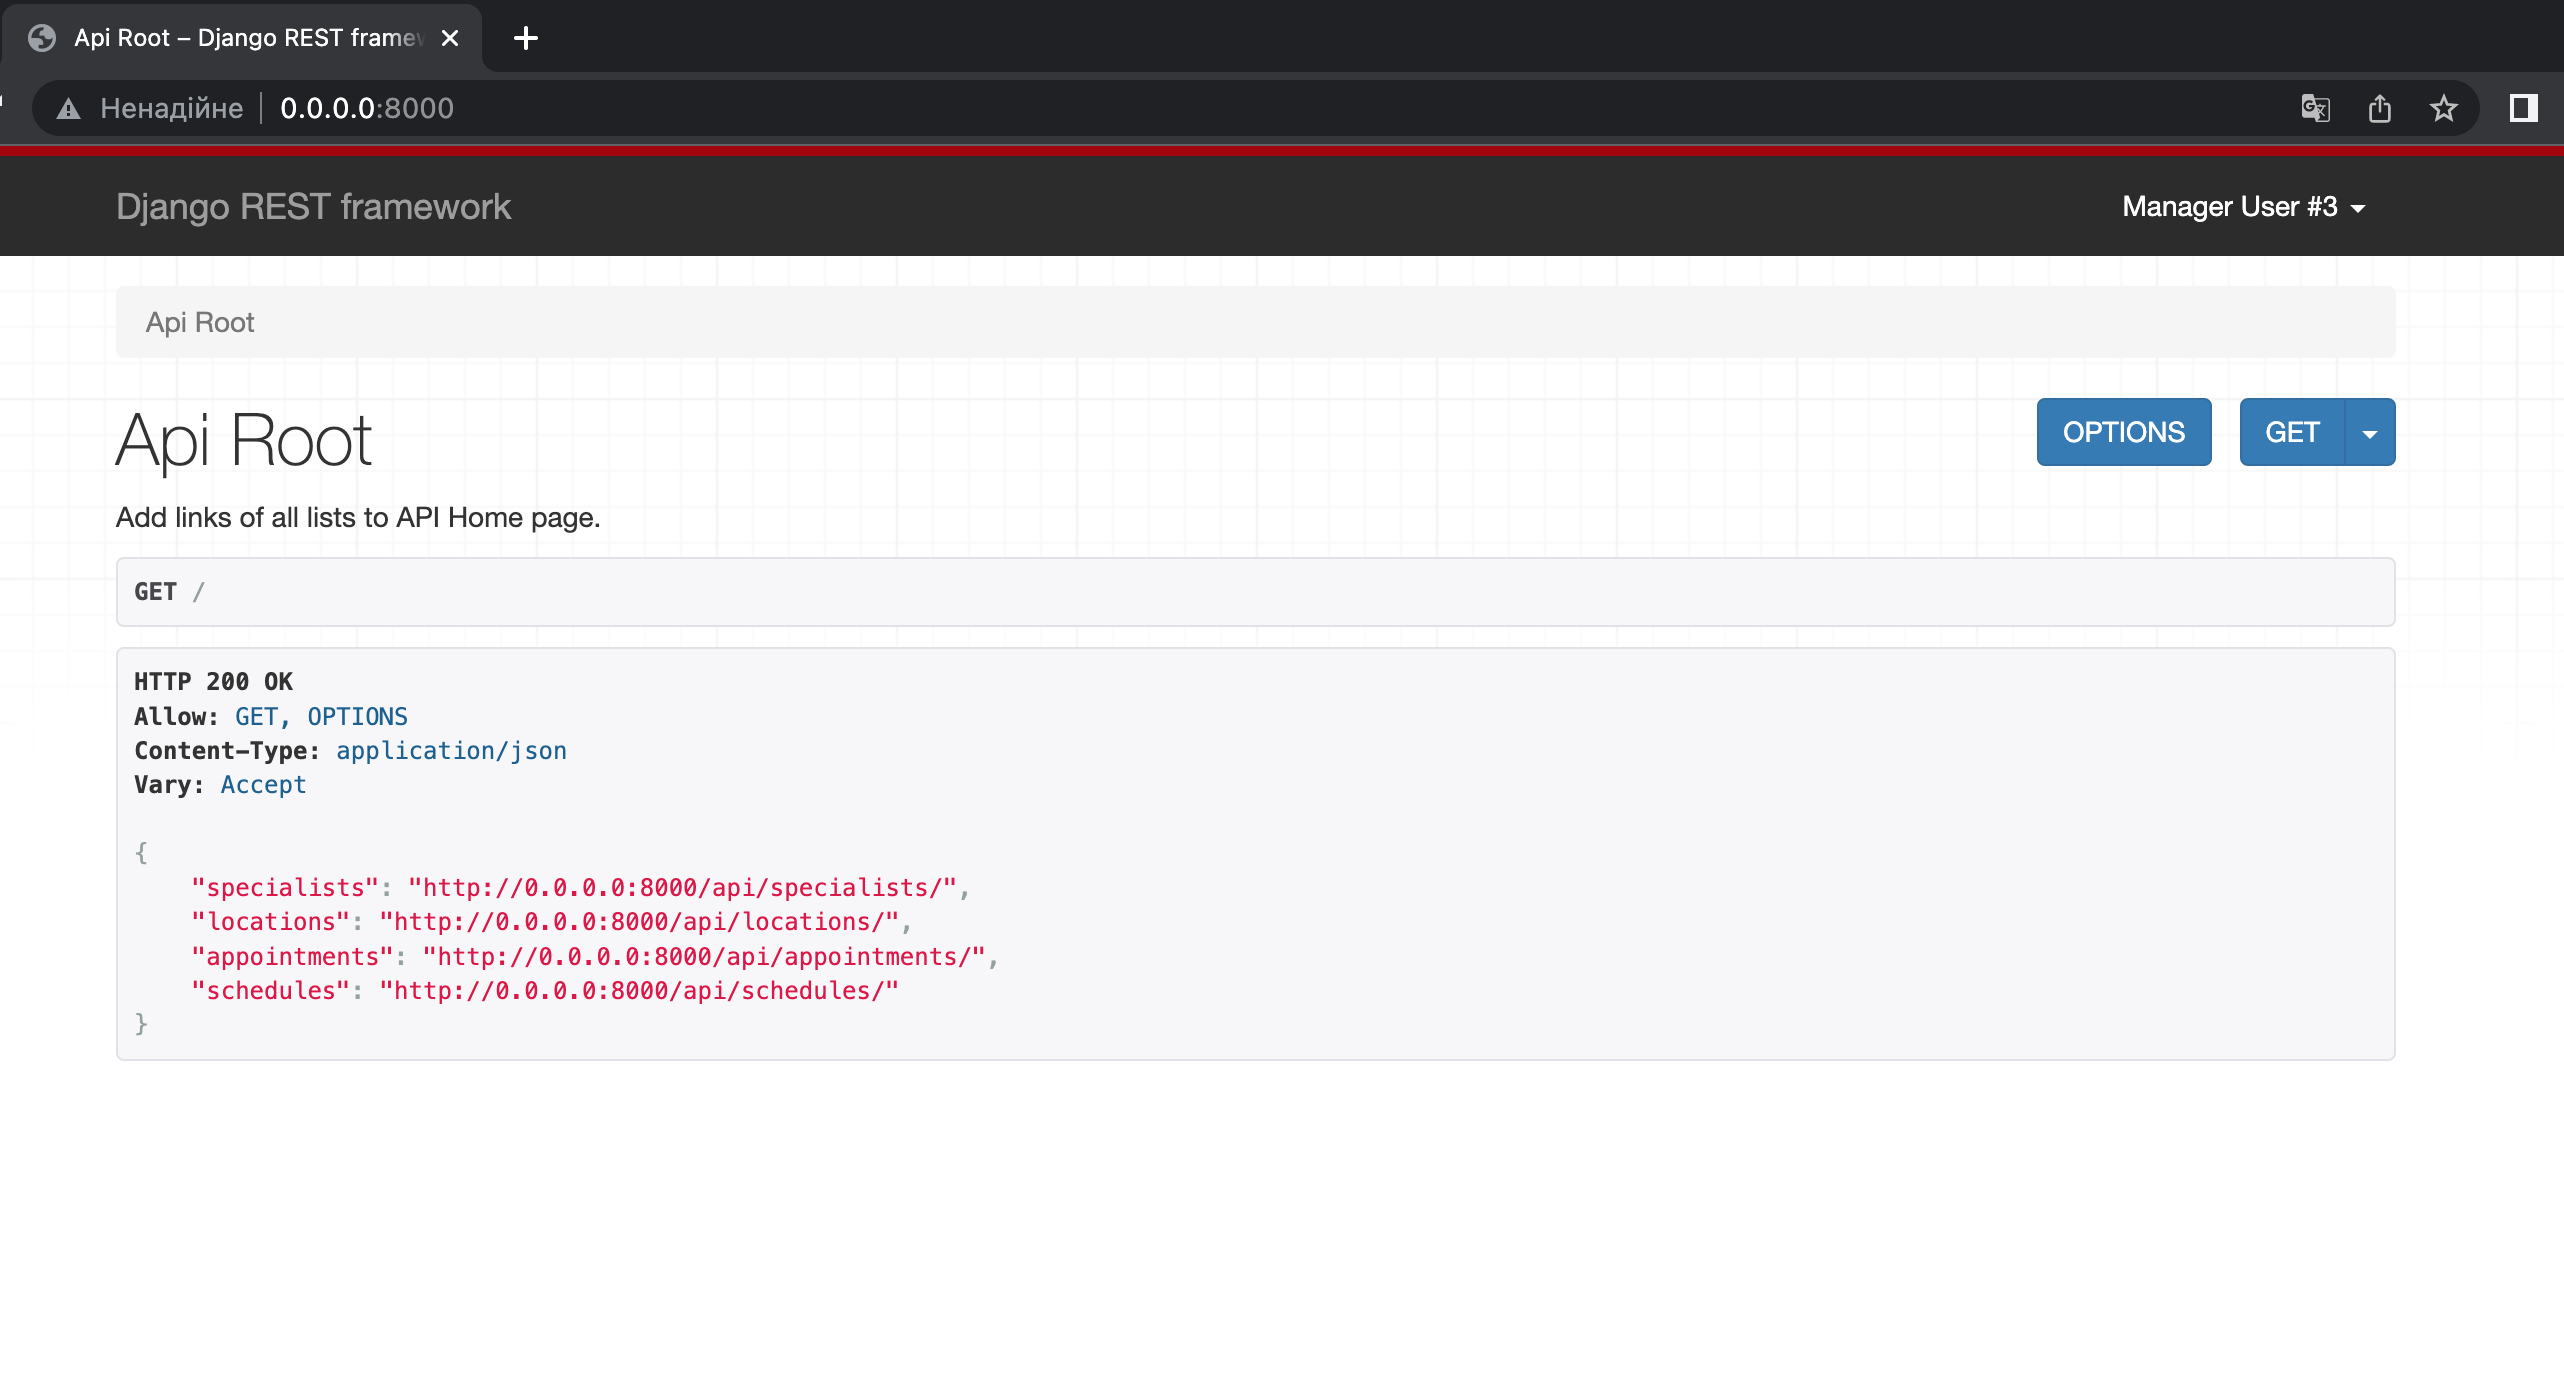 Api Root – Django REST framew
Ненадійне
0.0.0.0:8000
Django REST framework
Manager User #3
Api Root
Api Root
OPTIONS
GET
Add links of all lists to API Home page.
GET /
HTTP 200 OK
Allow: GET, OPTIONS
Content-Type: application/json
Vary: Accept
{
    "specialists": "http://0.0.0.0:8000/api/specialists/",
    "locations": "http://0.0.0.0:8000/api/locations/",
    "appointments": "http://0.0.0.0:8000/api/appointments/",
    "schedules": "http://0.0.0.0:8000/api/schedules/"
}